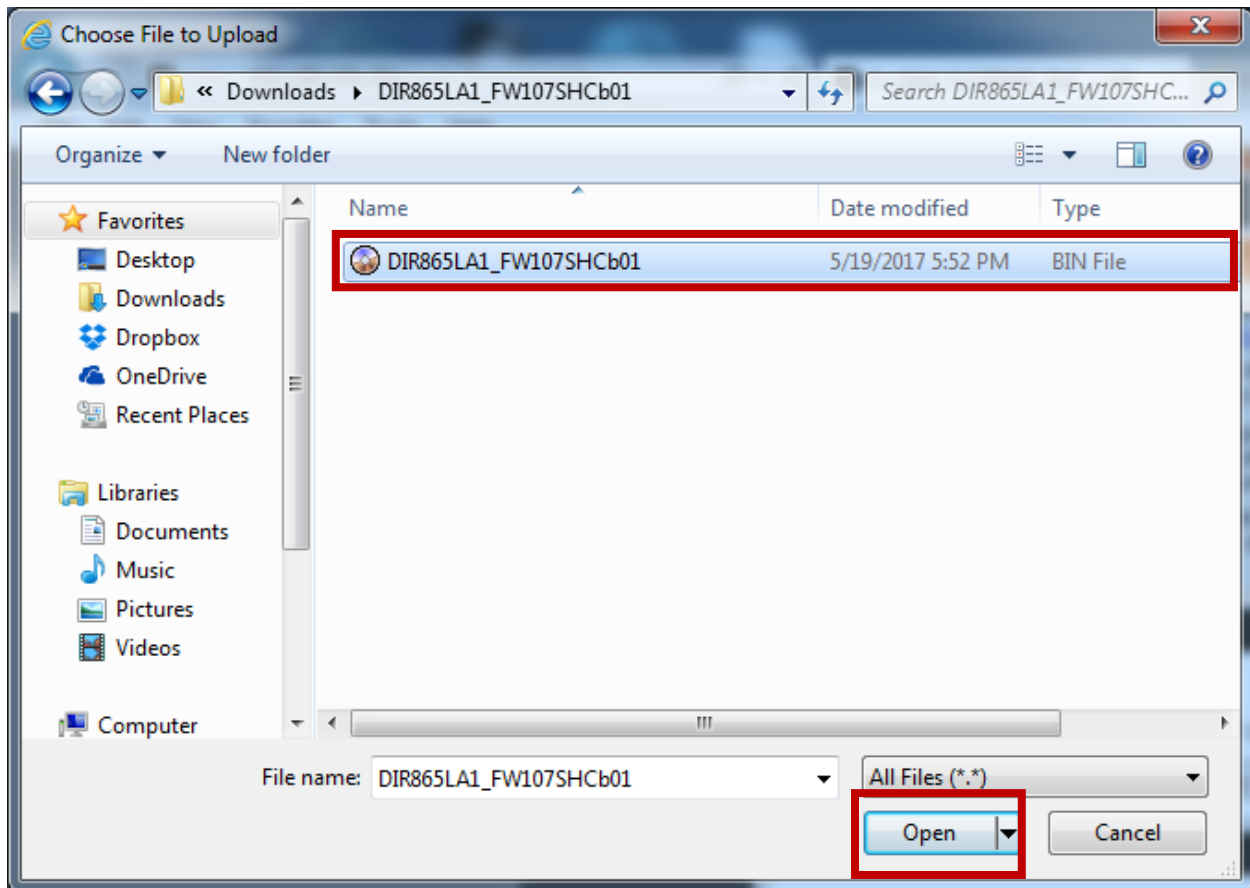 Choose File to Upload
« Downloads ▸ DIR865LA1_FW107SHCb01
Search DIR865LA1_FW107SHC...
Organize New folder
Name Date modified Type
Favorites
DIR865LA1_FW107SHCb01 5/19/2017 5:52 PM BIN File
Desktop
Downloads
Dropbox
OneDrive
Recent Places
Libraries
Documents
Music
Pictures
Videos
Computer
File name: DIR865LA1_FW107SHCb01 All Files (*.*)
Open Cancel